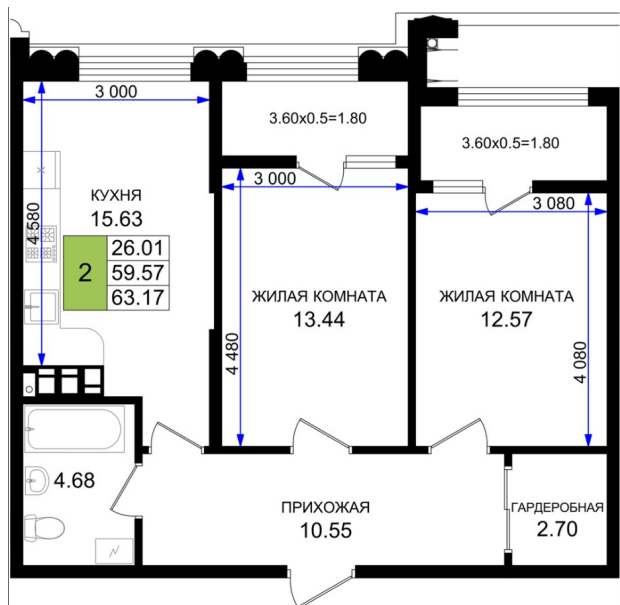 3 000
3.60x0.5=1.80
3.60x0.5=1.80
3 000
3 080
КУХНЯ
15.63
4 580
2
26.01
59.57
63.17
ЖИЛАЯ КОМНАТА
13.44
ЖИЛАЯ КОМНАТА
12.57
4 480
4 080
4.68
ПРИХОЖАЯ
10.55
ГАРДЕРОБНАЯ
2.70